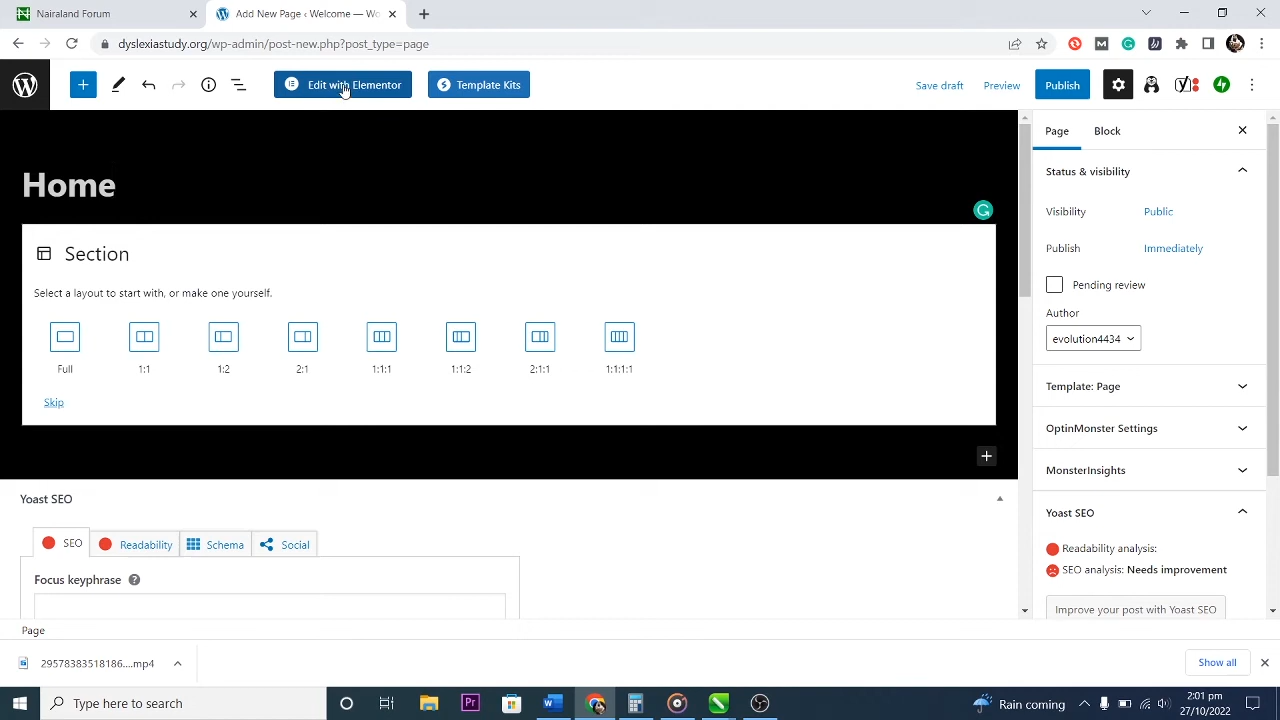 Nairaland Forum
Add New Page ‹ Welcome — Wo
dyslexiastudy.org/wp-admin/post-new.php?post_type=page
Edit with Elementor
Template Kits
Save draft
Preview
Publish
Home
Section
Select a layout to start with, or make one yourself.
Full
1:1
1:2
2:1
1:1:1
1:1:2
2:1:1
1:1:1:1
Skip
Page
Block
Status & visibility
Visibility
Public
Publish
Immediately
Pending review
Author
evolution4434
Template: Page
OptinMonster Settings
MonsterInsights
Yoast SEO
Readability analysis:
SEO analysis: Needs improvement
Improve your post with Yoast SEO
Yoast SEO
SEO
Readability
Schema
Social
Focus keyphrase
Page
29578383518186....mp4
Show all
Type here to search
Rain coming
2:01 pm
27/10/2022